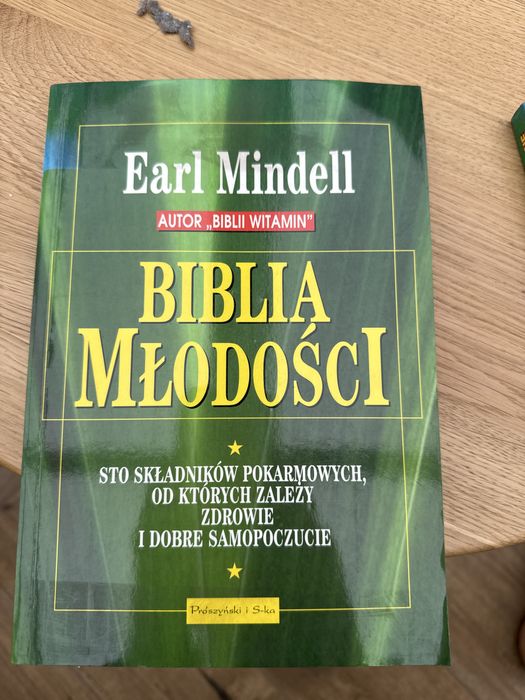 Earl Mindell
AUTOR „BIBLII WITAMIN”
BIBLIA
MŁODOŚCI
STO SKŁADNIKÓW POKARMOWYCH,
OD KTÓRYCH ZALEŻY
ZDROWIE
I DOBRE SAMOPOCZUCIE
Prószyński i S-ka